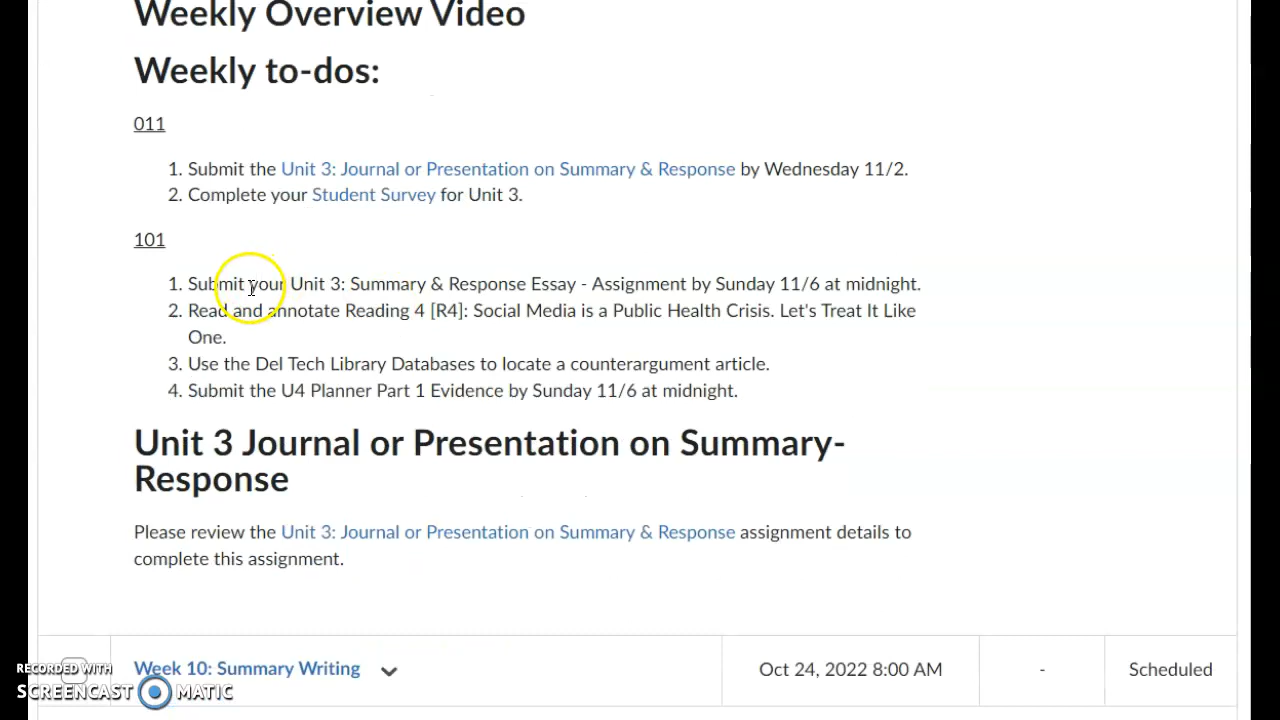 Weekly Overview Video
Weekly to-dos:
011
1. Submit the Unit 3: Journal or Presentation on Summary & Response by Wednesday 11/2.
2. Complete your Student Survey for Unit 3.
101
1. Submit your Unit 3: Summary & Response Essay - Assignment by Sunday 11/6 at midnight.
2. Read and annotate Reading 4 [R4]: Social Media is a Public Health Crisis. Let's Treat It Like
One.
3. Use the Del Tech Library Databases to locate a counterargument article.
4. Submit the U4 Planner Part 1 Evidence by Sunday 11/6 at midnight.
Unit 3 Journal or Presentation on Summary-
Response
Please review the Unit 3: Journal or Presentation on Summary & Response assignment details to
complete this assignment.
Week 10: Summary Writing Oct 24, 2022 8:00 AM - Scheduled
RECORDED WITH
SCREENCAST MATIC